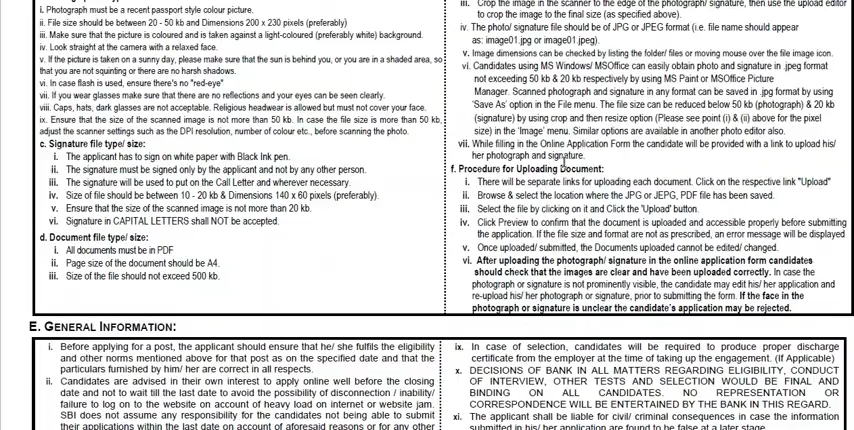 i. Photograph must be a recent passport style colour picture.
ii. File size should be between 20 - 50 kb and Dimensions 200 x 230 pixels (preferably)
iii. Make sure that the picture is coloured and is taken against a light-coloured (preferably white) background.
iv. Look straight at the camera with a relaxed face.
v. If the picture is taken on a sunny day, please make sure that the sun is behind you, or you are in a shaded area, so
that you are not squinting or there are no harsh shadows.
vi. In case flash is used, ensure there's no "red-eye"
vii. If you wear glasses make sure that there are no reflections and your eyes can be seen clearly.
viii. Caps, hats, dark glasses are not acceptable. Religious headwear is allowed but must not cover your face.
ix. Ensure that the size of the scanned image is not more than 50 kb. In case the file size is more than 50 kb,
adjust the scanner settings such as the DPI resolution, number of colour etc., before scanning the photo.
c. Signature file type/ size:
i. The applicant has to sign on white paper with Black Ink pen.
ii. The signature must be signed only by the applicant and not by any other person.
iii. The signature will be used to put on the Call Letter and wherever necessary.
iv. Size of file should be between 10 - 20 kb & Dimensions 140 x 60 pixels (preferably).
v. Ensure that the size of the scanned image is not more than 20 kb.
vi. Signature in CAPITAL LETTERS shall NOT be accepted.
d. Document file type/ size:
i. All documents must be in PDF
ii. Page size of the document should be A4.
iii. Size of the file should not exceed 500 kb.
iii. Crop the image in the scanner to the edge of the photograph/ signature, then use the upload editor
to crop the image to the final size (as specified above).
iv. The photo/ signature file should be of JPG or JPEG format (i.e. file name should appear
as: image01.jpg or image01.jpeg).
v. Image dimensions can be checked by listing the folder/ files or moving mouse over the file image icon.
vi. Candidates using MS Windows/ MSOffice can easily obtain photo and signature in .jpeg format
not exceeding 50 kb & 20 kb respectively by using MS Paint or MSOffice Picture
Manager. Scanned photograph and signature in any format can be saved in .jpg format by using
'Save As' option in the File menu. The file size can be reduced below 50 kb (photograph) & 20 kb
(signature) by using crop and then resize option (Please see point (i) & (ii) above for the pixel
size) in the 'Image' menu. Similar options are available in another photo editor also.
vii. While filling in the Online Application Form the candidate will be provided with a link to upload his/
her photograph and signature.
f. Procedure for Uploading Document:
i. There will be separate links for uploading each document. Click on the respective link "Upload"
ii. Browse & select the location where the JPG or JEPG, PDF file has been saved.
iii. Select the file by clicking on it and Click the 'Upload' button.
iv. Click Preview to confirm that the document is uploaded and accessible properly before submitting
the application. If the file size and format are not as prescribed, an error message will be displayed
v. Once uploaded/ submitted, the Documents uploaded cannot be edited/ changed.
vi. After uploading the photograph/ signature in the online application form candidates
should check that the images are clear and have been uploaded correctly. In case the
photograph or signature is not prominently visible, the candidate may edit his/ her application and
re-upload his/ her photograph or signature, prior to submitting the form. If the face in the
photograph or signature is unclear the candidate's application may be rejected.
E. GENERAL INFORMATION:
i. Before applying for a post, the applicant should ensure that he/ she fulfils the eligibility
and other norms mentioned above for that post as on the specified date and that the
particulars furnished by him/ her are correct in all respects.
ii. Candidates are advised in their own interest to apply online well before the closing
date and not to wait till the last date to avoid the possibility of disconnection / inability/
failure to log on to the website on account of heavy load on internet or website jam.
SBI does not assume any responsibility for the candidates not being able to submit
their applications within the last date on account of aforesaid reasons or for any other
ix. In case of selection, candidates will be required to produce proper discharge
certificate from the employer at the time of taking up the engagement. (If Applicable)
x. DECISIONS OF BANK IN ALL MATTERS REGARDING ELIGIBILITY, CONDUCT
OF INTERVIEW, OTHER TESTS AND SELECTION WOULD BE FINAL AND
BINDING ON ALL CANDIDATES. NO REPRESENTATION OR
CORRESPONDENCE WILL BE ENTERTAINED BY THE BANK IN THIS REGARD.
xi. The applicant shall be liable for civil/ criminal consequences in case the information
submitted in his/ her application are found to be false at a later stage.